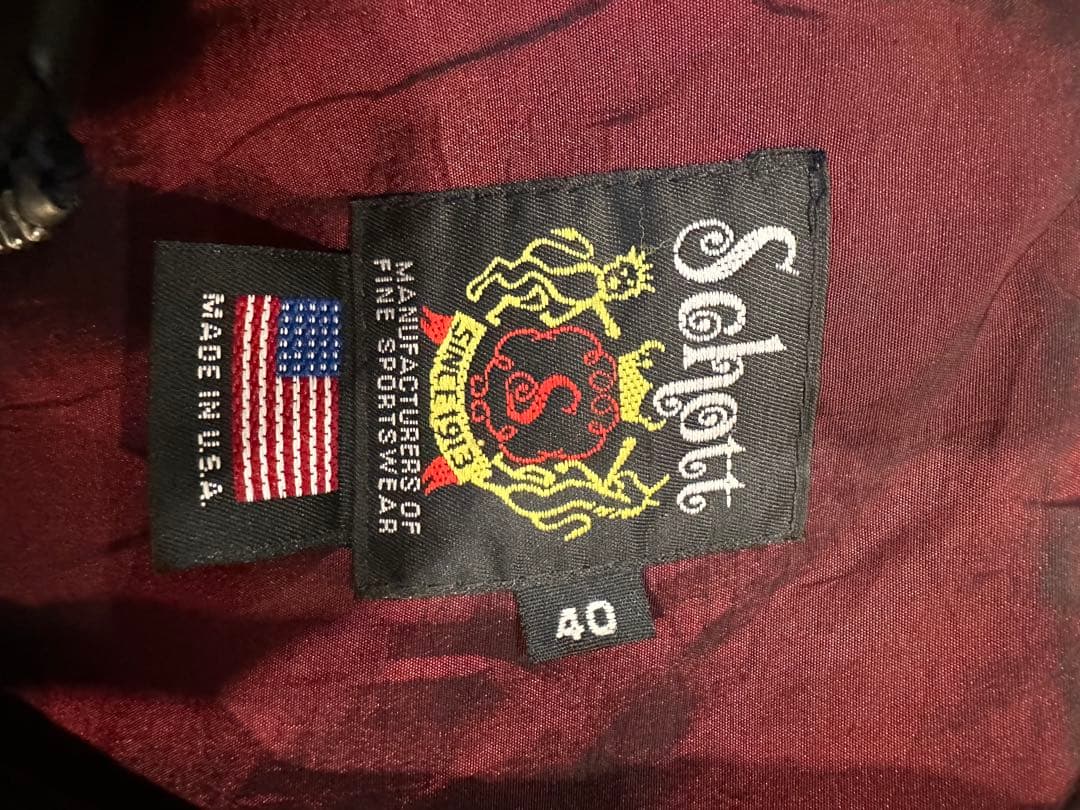 Schott
S
SINCE 1913
MANUFACTURERS OF
FINE SPORTSWEAR
MADE IN U.S.A.
40